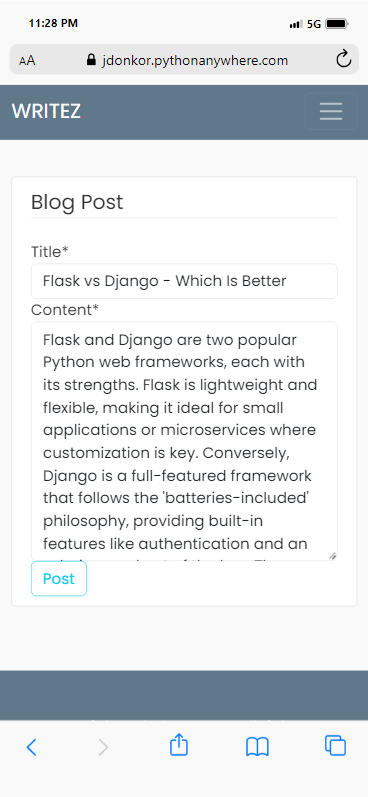 11:28 PM
5G
AA
jdonkor.pythonanywhere.com
WRITEZ
Blog Post
Title*
Flask vs Django - Which Is Better
Content*
Flask and Django are two popular
Python web frameworks, each with
its strengths. Flask is lightweight and
flexible, making it ideal for small
applications or microservices where
customization is key. Conversely,
Django is a full-featured framework
that follows the 'batteries-included'
philosophy, providing built-in
features like authentication and an
Post